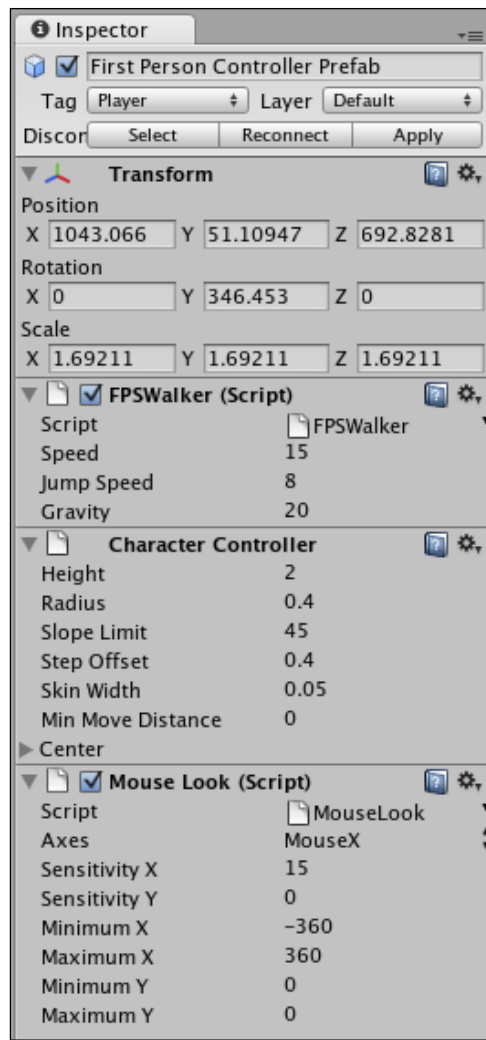 Inspector
First Person Controller Prefab
Tag Player Layer Default
Discor Select Reconnect Apply
Transform
Position
X 1043.066 Y 51.10947 Z 692.8281
Rotation
X 0 Y 346.453 Z 0
Scale
X 1.69211 Y 1.69211 Z 1.69211
FPSWalker (Script)
Script FPSWalker
Speed 15
Jump Speed 8
Gravity 20
Character Controller
Height 2
Radius 0.4
Slope Limit 45
Step Offset 0.4
Skin Width 0.05
Min Move Distance 0
Center
Mouse Look (Script)
Script MouseLook
Axes MouseX
Sensitivity X 15
Sensitivity Y 0
Minimum X -360
Maximum X 360
Minimum Y 0
Maximum Y 0